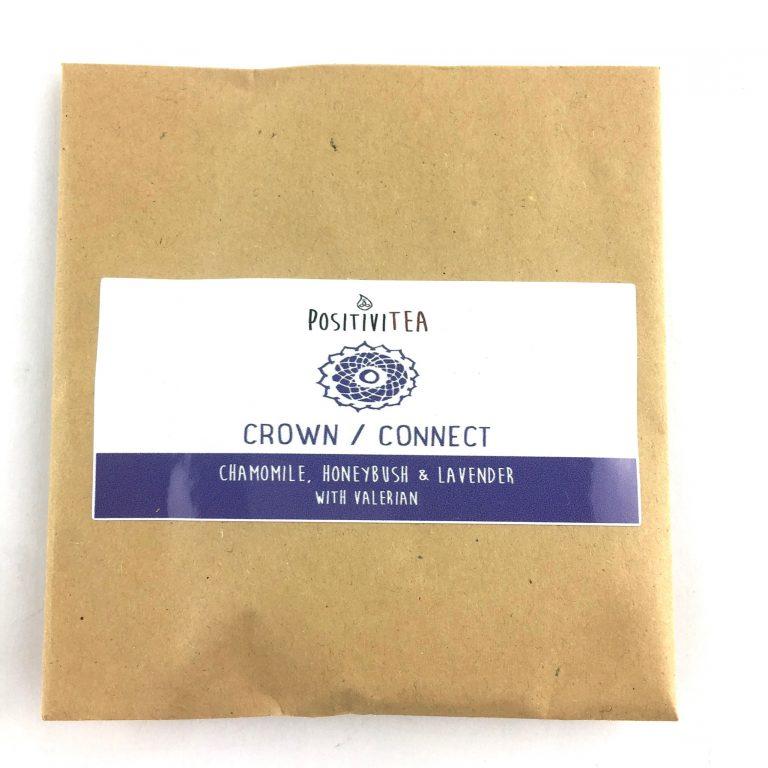 POSITIVITEA
CROWN / CONNECT
CHAMOMILE, HONEYBUSH & LAVENDER
WITH VALERIAN